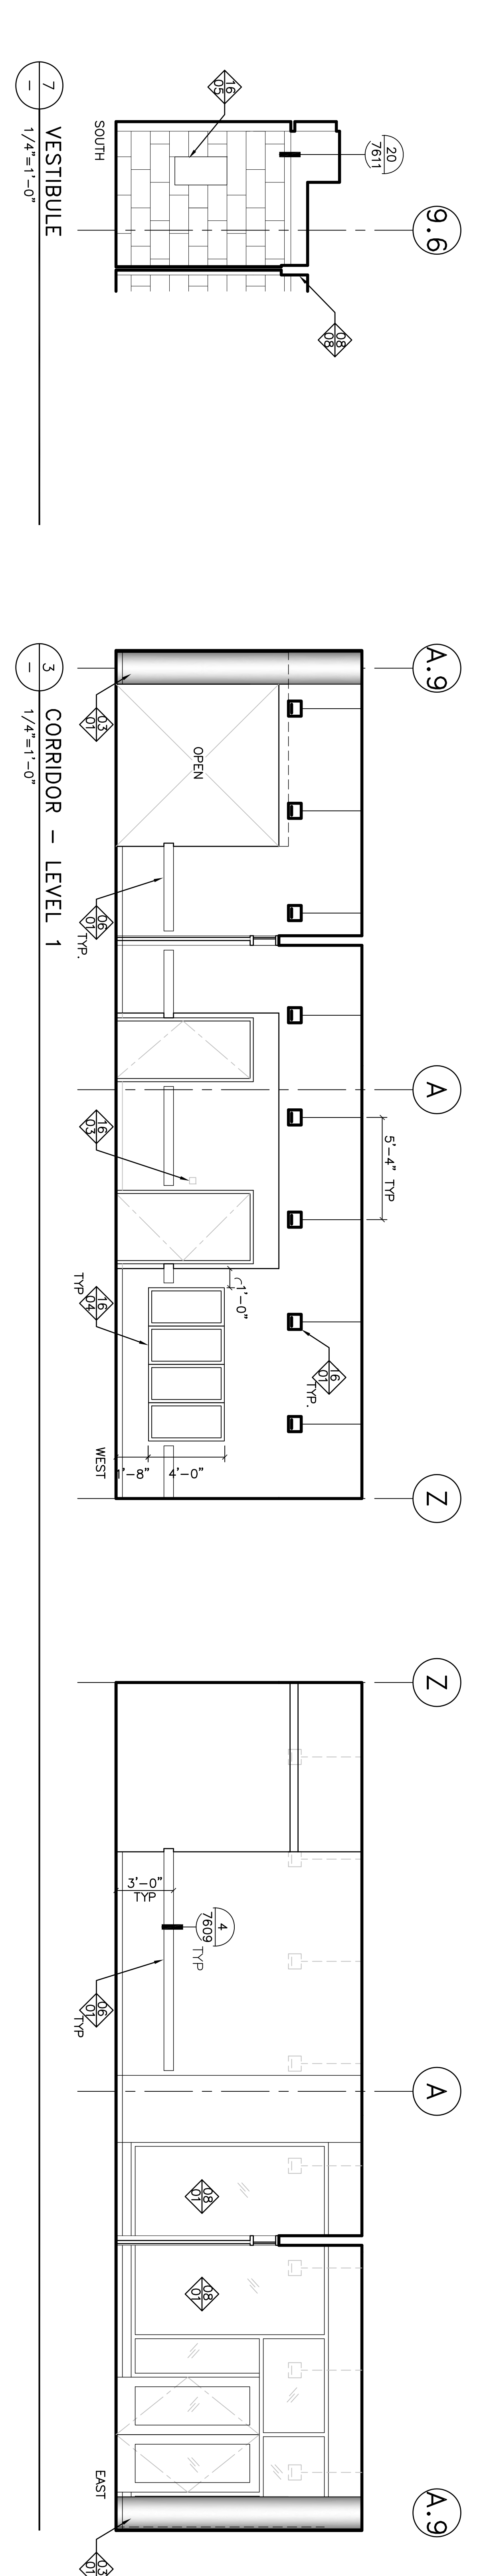 9.6
20
7611
16
05
08
08
SOUTH
7
VESTIBULE
–
1/4"=1'-0"
A.9
A
Z
5'-4" TYP
OPEN
16
01
TYP.
1'-0"
03
01
06
01
TYP.
16
03
16
04
TYP
1'-8"
4'-0"
WEST
3
CORRIDOR – LEVEL 1
–
1/4"=1'-0"
Z
A
A.9
3'-0"
TYP
4
7609
TYP
06
01
TYP
08
01
08
01
EAST
03
01